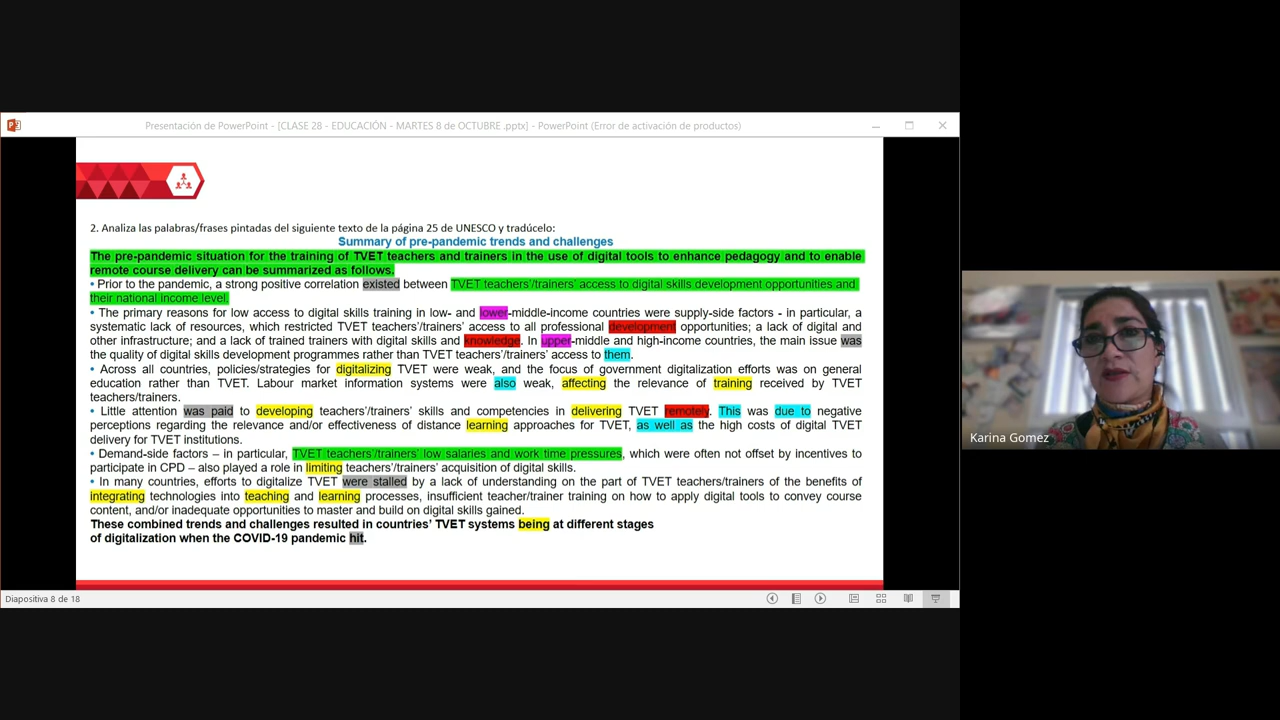 Presentación de PowerPoint - [CLASE 28 - EDUCACIÓN - MARTES 8 de OCTUBRE .pptx] - PowerPoint (Error de activación de productos)
2. Analiza las palabras/frases pintadas del siguiente texto de la página 25 de UNESCO y tradúcelo:
Summary of pre-pandemic trends and challenges
The pre-pandemic situation for the training of TVET teachers and trainers in the use of digital tools to enhance pedagogy and to enable
remote course delivery can be summarized as follows.
• Prior to the pandemic, a strong positive correlation existed between TVET teachers'/trainers' access to digital skills development opportunities and
their national income level.
• The primary reasons for low access to digital skills training in low- and lower-middle-income countries were supply-side factors - in particular, a
systematic lack of resources, which restricted TVET teachers'/trainers' access to all professional development opportunities; a lack of digital and
other infrastructure; and a lack of trained trainers with digital skills and knowledge. In upper-middle and high-income countries, the main issue was
the quality of digital skills development programmes rather than TVET teachers'/trainers' access to them.
• Across all countries, policies/strategies for digitalizing TVET were weak, and the focus of government digitalization efforts was on general
education rather than TVET. Labour market information systems were also weak, affecting the relevance of training received by TVET
teachers/trainers.
• Little attention was paid to developing teachers'/trainers' skills and competencies in delivering TVET remotely. This was due to negative
perceptions regarding the relevance and/or effectiveness of distance learning approaches for TVET, as well as the high costs of digital TVET
delivery for TVET institutions.
• Demand-side factors – in particular, TVET teachers'/trainers' low salaries and work time pressures, which were often not offset by incentives to
participate in CPD – also played a role in limiting teachers'/trainers' acquisition of digital skills.
• In many countries, efforts to digitalize TVET were stalled by a lack of understanding on the part of TVET teachers/trainers of the benefits of
integrating technologies into teaching and learning processes, insufficient teacher/trainer training on how to apply digital tools to convey course
content, and/or inadequate opportunities to master and build on digital skills gained.
These combined trends and challenges resulted in countries' TVET systems being at different stages
of digitalization when the COVID-19 pandemic hit.
Diapositiva 8 de 18
Karina Gomez